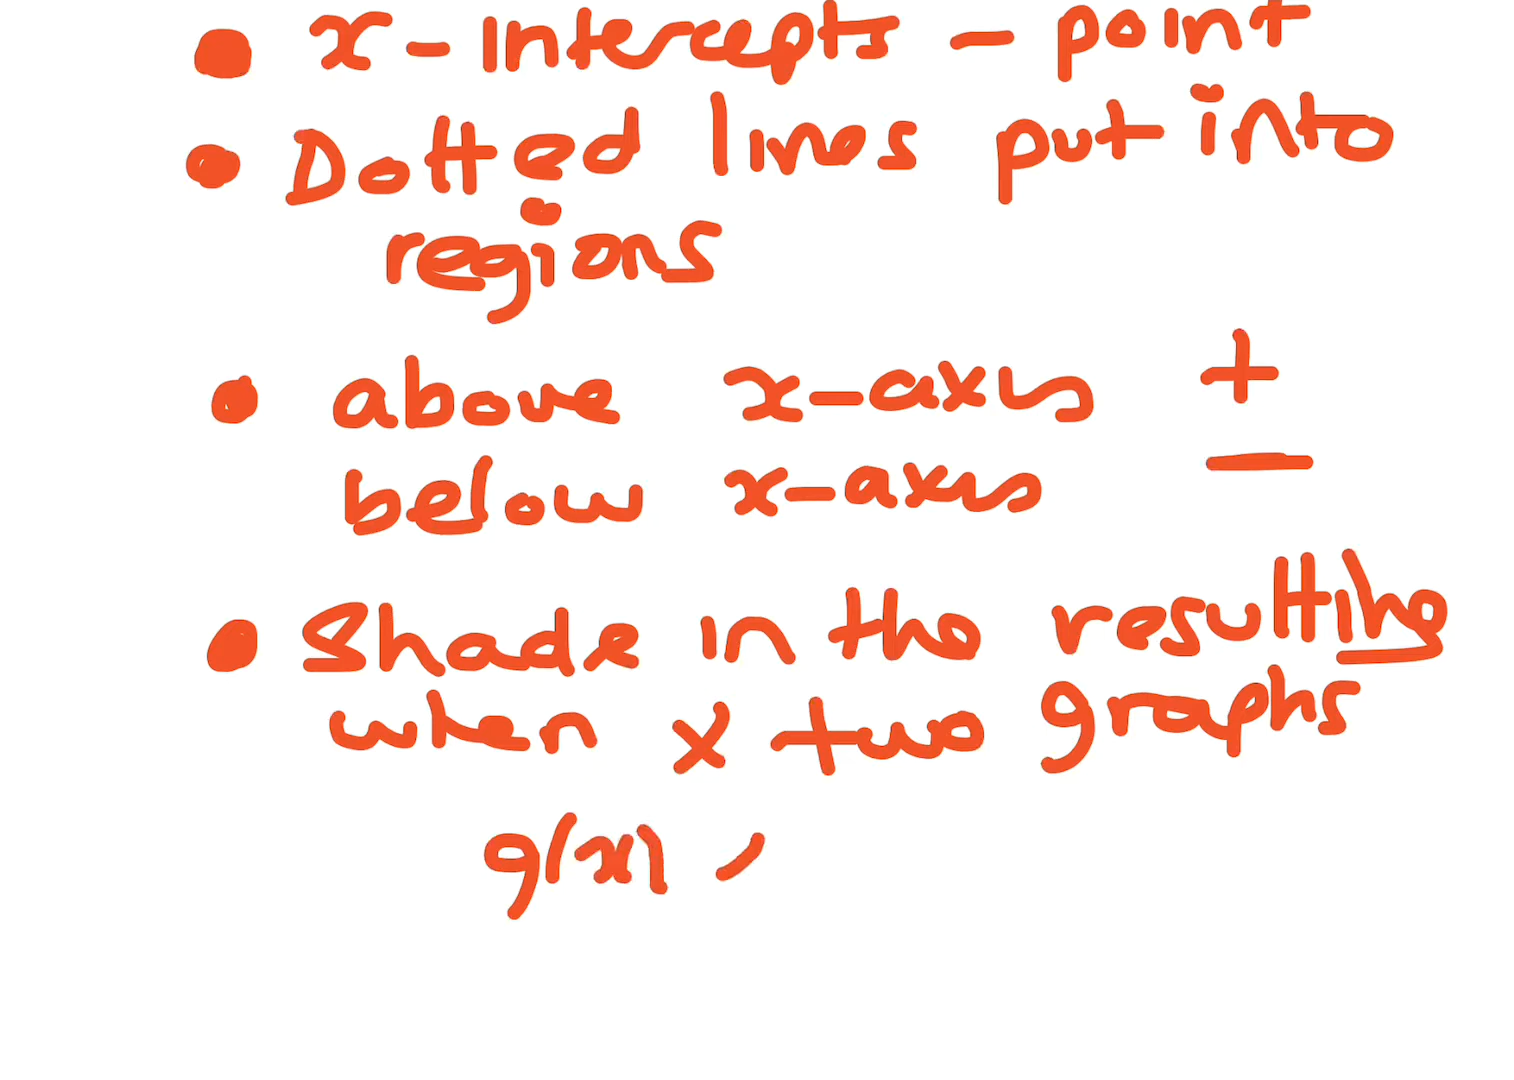 • x-intercepts - point
• Dotted lines put into
regions
• above x-axis +
below x-axis −
• Shade in the resulting
when x two graphs
g(x)